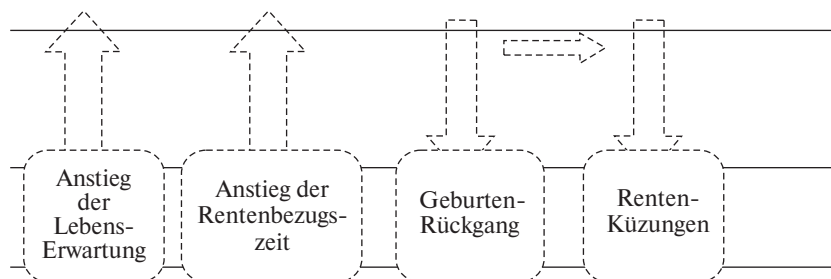 Anstieg
der
Lebens-
Erwartung
Anstieg der
Rentenbezugs-
zeit
Geburten-
Rückgang
Renten-
Küzungen